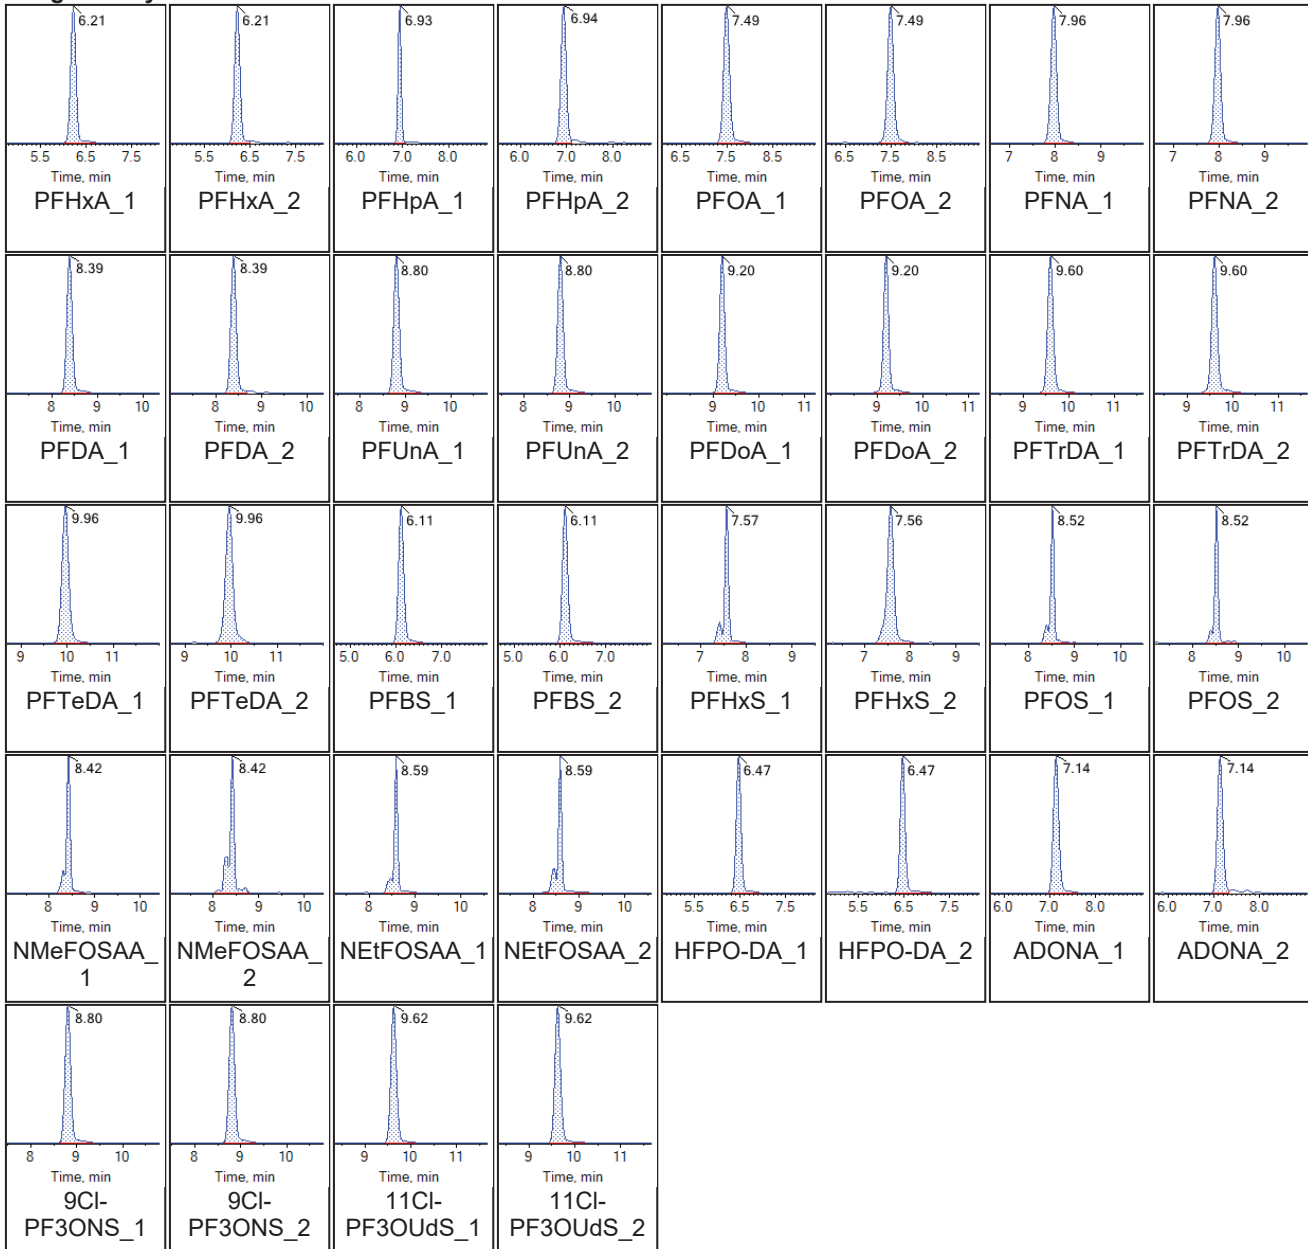 6.21 6.21 6.93 6.94 7.49 7.49 7.96 7.96
5.5 6.5 7.5 5.5 6.5 7.5 6.0 7.0 8.0 6.0 7.0 8.0 6.5 7.5 8.5 6.5 7.5 8.5 7 8 9 7 8 9
Time, min Time, min Time, min Time, min Time, min Time, min Time, min Time, min
PFHxA_1 PFHxA_2 PFHpA_1 PFHpA_2 PFOA_1 PFOA_2 PFNA_1 PFNA_2
8.39 8.39 8.80 8.80 9.20 9.20 9.60 9.60
8 9 10 8 9 10 8 9 10 8 9 10 9 10 11 9 10 11 9 10 11 9 10 11
Time, min Time, min Time, min Time, min Time, min Time, min Time, min Time, min
PFDA_1 PFDA_2 PFUnA_1 PFUnA_2 PFDoA_1 PFDoA_2 PFTrDA_1 PFTrDA_2
9.96 9.96 6.11 6.11 7.57 7.56 8.52 8.52
9 10 11 9 10 11 5.0 6.0 7.0 5.0 6.0 7.0 7 8 9 7 8 9 8 9 10 8 9 10
Time, min Time, min Time, min Time, min Time, min Time, min Time, min Time, min
PFTeDA_1 PFTeDA_2 PFBS_1 PFBS_2 PFHxS_1 PFHxS_2 PFOS_1 PFOS_2
8.42 8.42 8.59 8.59 6.47 6.47 7.14 7.14
8 9 10 8 9 10 8 9 10 8 9 10 5.5 6.5 7.5 5.5 6.5 7.5 6.0 7.0 8.0 6.0 7.0 8.0
Time, min Time, min Time, min Time, min Time, min Time, min Time, min Time, min
NMeFOSAA_ NMeFOSAA_ NEtFOSAA_1 NEtFOSAA_2 HFPO-DA_1 HFPO-DA_2 ADONA_1 ADONA_2
1 2
8.80 8.80 9.62 9.62
8 9 10 8 9 10 9 10 11 9 10 11
Time, min Time, min Time, min Time, min
9Cl- 9Cl- 11Cl- 11Cl-
PF3ONS_1 PF3ONS_2 PF3OUdS_1 PF3OUdS_2